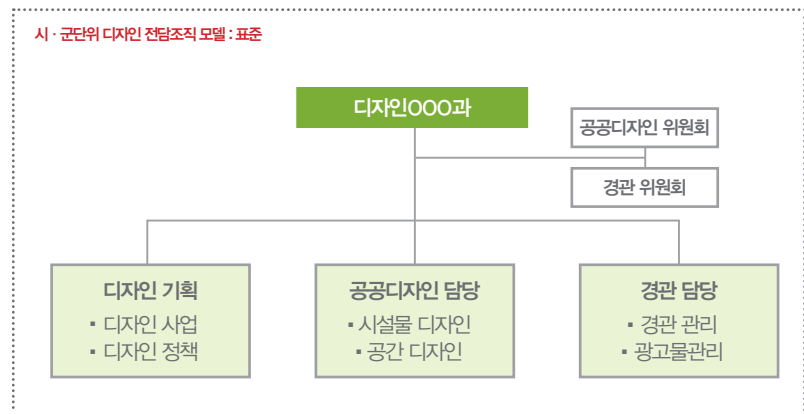 시 · 군단위 디자인 전담조직 모델 : 표준
디자인OOO과
공공디자인 위원회
경관 위원회
디자인 기획
▪ 디자인 사업
▪ 디자인 정책
공공디자인 담당
▪ 시설물 디자인
▪ 공간 디자인
경관 담당
▪ 경관 관리
▪ 광고물관리